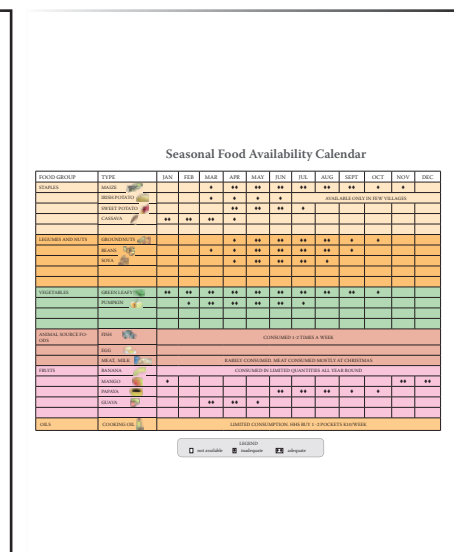 Seasonal Food Availability Calendar
FOOD GROUP TYPE JAN FEB MAR APR MAY JUN JUL AUG SEPT OCT NOV DEC
STAPLES MAIZE ♦ ♦♦ ♦♦ ♦♦ ♦♦ ♦♦ ♦♦ ♦ ♦
IRISH POTATO ♦ ♦ ♦ ♦ AVAILABLE ONLY IN FEW VILLAGES
SWEET POTATO ♦♦ ♦♦ ♦♦ ♦
CASSAVA ♦♦ ♦♦ ♦♦ ♦
LEGUMES AND NUTS GROUNDNUTS ♦ ♦♦ ♦♦ ♦♦ ♦♦ ♦ ♦
BEANS ♦ ♦♦ ♦♦ ♦♦ ♦♦ ♦♦ ♦
SOYA ♦ ♦♦ ♦♦ ♦♦ ♦
VEGETABLES GREEN LEAFY ♦♦ ♦♦ ♦♦ ♦♦ ♦♦ ♦♦ ♦♦ ♦♦ ♦♦ ♦
PUMPKIN ♦ ♦♦ ♦♦ ♦♦ ♦♦ ♦
ANIMAL SOURCE FO-
ODS
FISH CONSUMED 1-2 TIMES A WEEK
EGG
MEAT, MILK RARELY CONSUMED. MEAT CONSUMED MOSTLY AT CHRISTMAS
FRUITS BANANA CONSUMED IN LIMITED QUANTITIES ALL YEAR ROUND
MANGO ♦ ♦♦ ♦♦
PAPAYA ♦♦ ♦♦ ♦♦ ♦ ♦
GUAVA ♦♦ ♦♦ ♦
OILS COOKING OIL LIMITED CONSUMPTION. HHS BUY 1 -3 POCKETS K10/WEEK
LEGEND
not available ♦ inadequate ♦♦ adequate